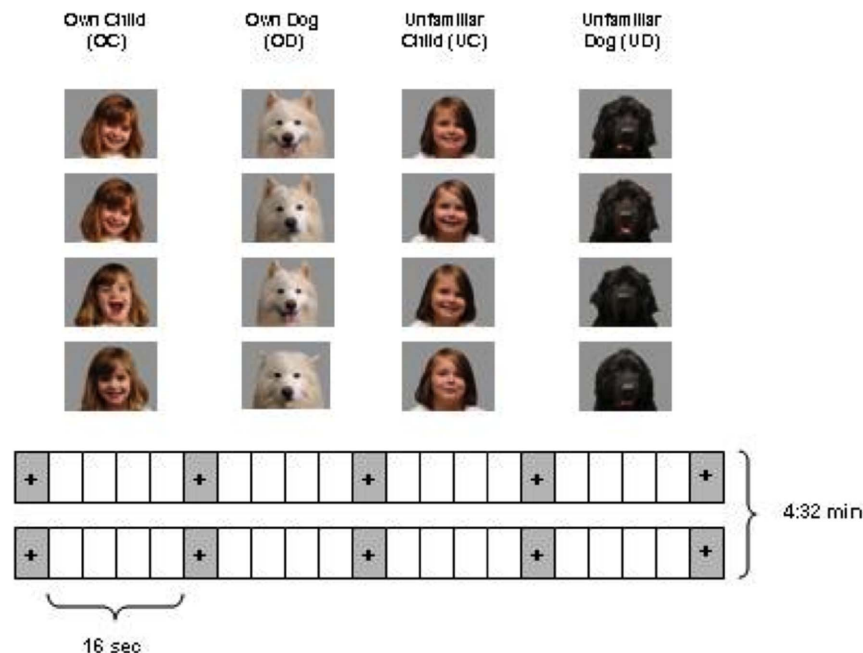 Own Child
(OC)
Own Dog
(OD)
Unfamiliar
Child (UC)
Unfamiliar
Dog (UD)
+ + + + +
4:32 min
+ + + + +
16 sec